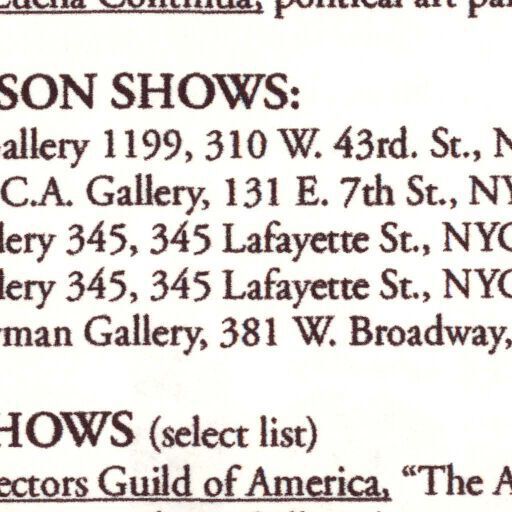 Lucha Continua, political art pa
SON SHOWS:
allery 1199, 310 W. 43rd. St., N
C.A. Gallery, 131 E. 7th St., NY
lery 345, 345 Lafayette St., NYC
lery 345, 345 Lafayette St., NYC
rman Gallery, 381 W. Broadway,
HOWS (select list)
ectors Guild of America, “The A